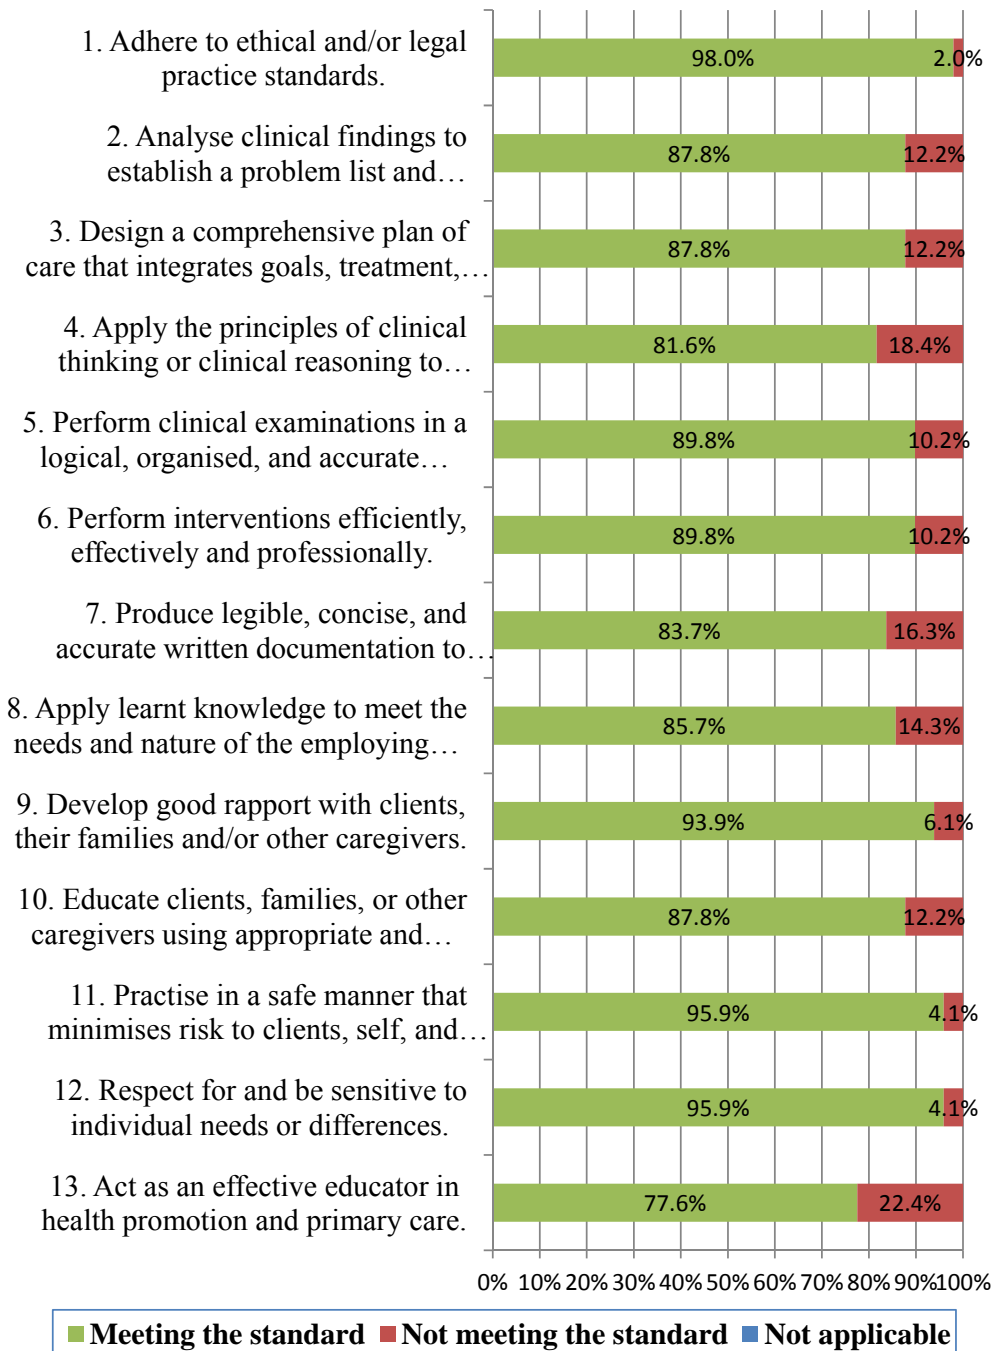 1. Adhere to ethical and/or legal
practice standards.
98.0%
2.0%
2. Analyse clinical findings to
establish a problem list and…
87.8%
12.2%
3. Design a comprehensive plan of
care that integrates goals, treatment,…
87.8%
12.2%
4. Apply the principles of clinical
thinking or clinical reasoning to…
81.6%
18.4%
5. Perform clinical examinations in a
logical, organised, and accurate…
89.8%
10.2%
6. Perform interventions efficiently,
effectively and professionally.
89.8%
10.2%
7. Produce legible, concise, and
accurate written documentation to…
83.7%
16.3%
8. Apply learnt knowledge to meet the
needs and nature of the employing…
85.7%
14.3%
9. Develop good rapport with clients,
their families and/or other caregivers.
93.9%
6.1%
10. Educate clients, families, or other
caregivers using appropriate and…
87.8%
12.2%
11. Practise in a safe manner that
minimises risk to clients, self, and…
95.9%
4.1%
12. Respect for and be sensitive to
individual needs or differences.
95.9%
4.1%
13. Act as an effective educator in
health promotion and primary care.
77.6%
22.4%
0% 10% 20% 30% 40% 50% 60% 70% 80% 90% 100%
Meeting the standard Not meeting the standard Not applicable